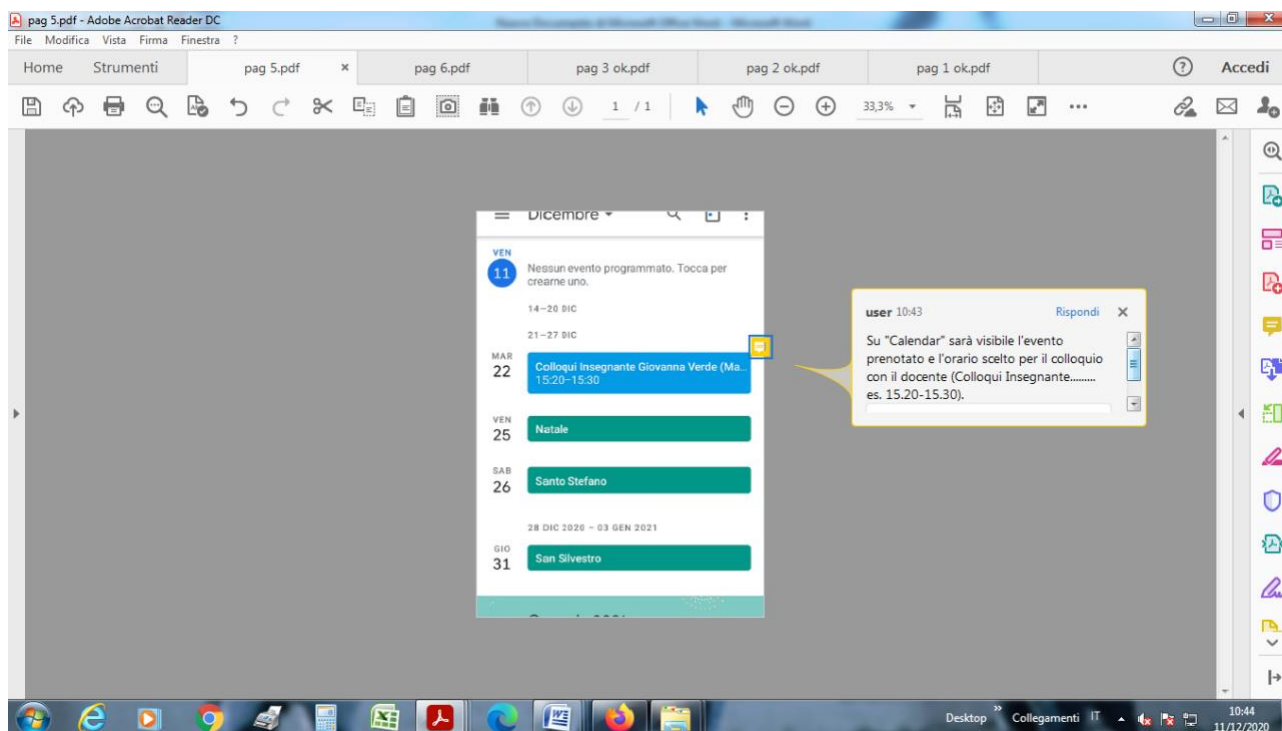 pag 5.pdf - Adobe Acrobat Reader DC
File Modifica Vista Firma Finestra ?
Home Strumenti pag 5.pdf × pag 6.pdf pag 3 ok.pdf pag 2 ok.pdf pag 1 ok.pdf ? Accedi
1 / 1 33,3%
Dicembre
VEN
11
Nessun evento programmato. Tocca per
crearne uno.
14–20 DIC
21–27 DIC
MAR
22
Colloqui Insegnante Giovanna Verde (Ma...
15:20–15:30
VEN
25
Natale
SAB
26
Santo Stefano
28 DIC 2020 – 03 GEN 2021
GIO
31
San Silvestro
user 10:43 Rispondi ×
Su "Calendar" sarà visibile l'evento
prenotato e l'orario scelto per il colloquio
con il docente (Colloqui Insegnante.........
es. 15.20-15.30).
Desktop Collegamenti IT
10:44
11/12/2020